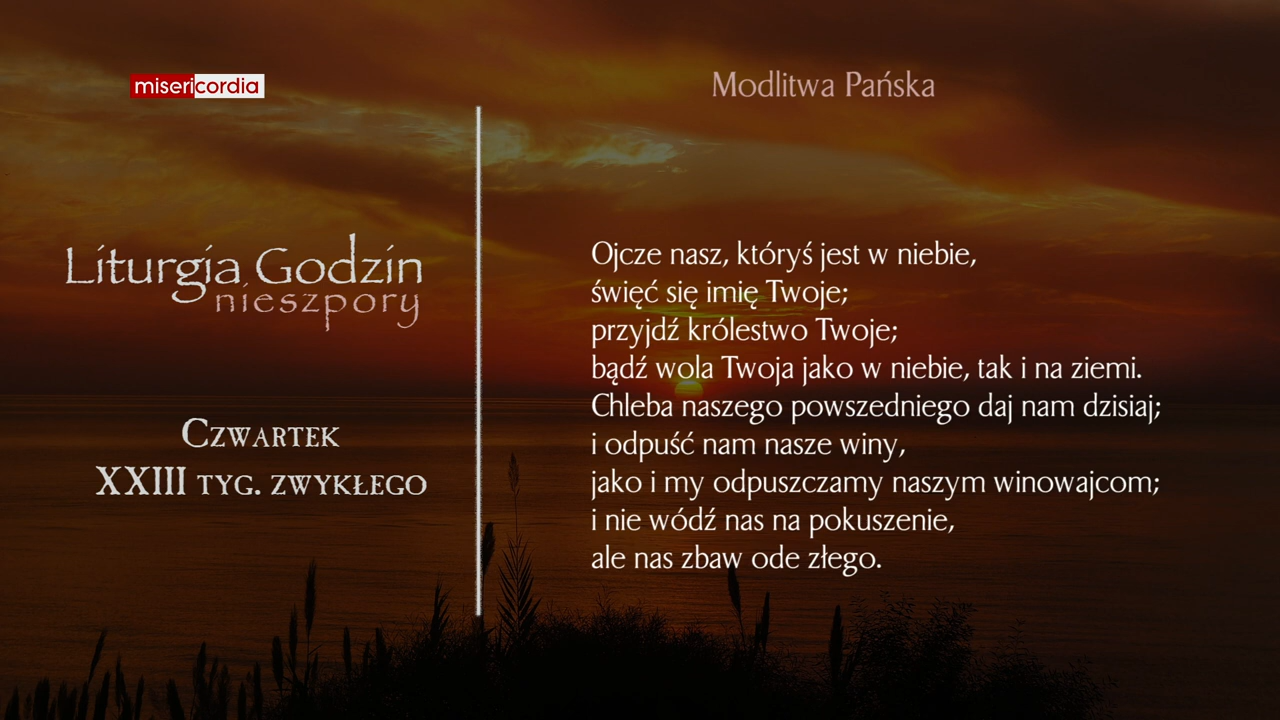 misericordia
Liturgia Godzin
nieszpory
Czwartek
XXIII tyg. zwykłego
Modlitwa Pańska
Ojcze nasz, któryś jest w niebie,
święć się imię Twoje;
przyjdź królestwo Twoje;
bądź wola Twoja jako w niebie, tak i na ziemi.
Chleba naszego powszedniego daj nam dzisiaj;
i odpuść nam nasze winy,
jako i my odpuszczamy naszym winowajcom;
i nie wódź nas na pokuszenie,
ale nas zbaw ode złego.